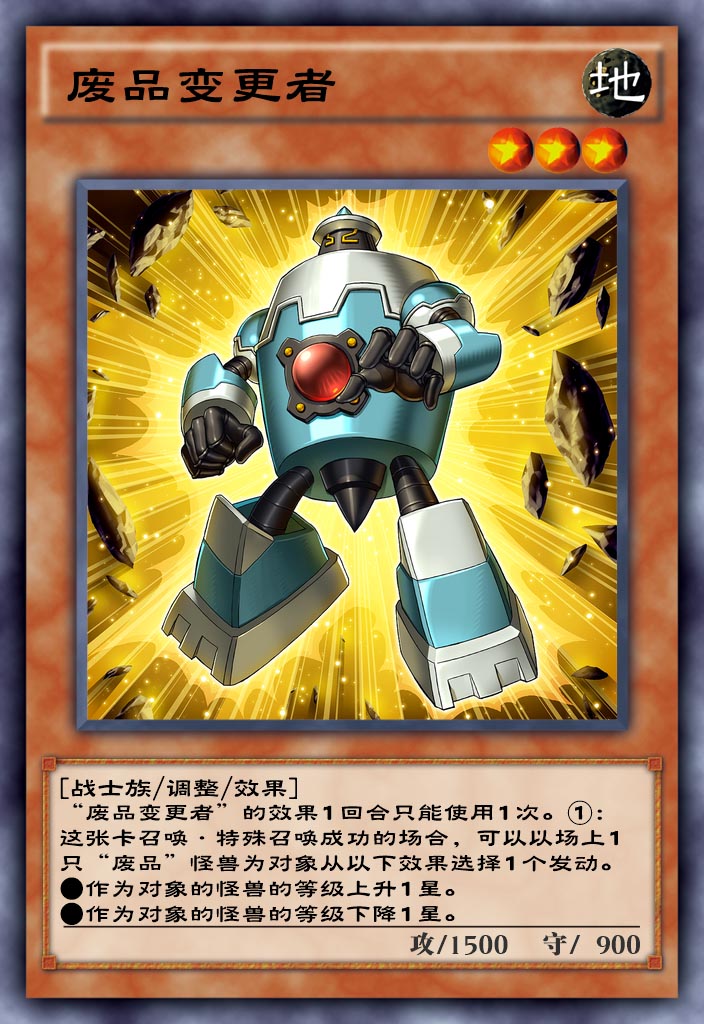 废品变更者
地
[战士族/调整/效果]
“废品变更者”的效果1回合只能使用1次。①:
这张卡召唤·特殊召唤成功的场合，可以以场上1
只“废品”怪兽为对象从以下效果选择1个发动。
●作为对象的怪兽的等级上升1星。
●作为对象的怪兽的等级下降1星。
攻/1500 守/ 900